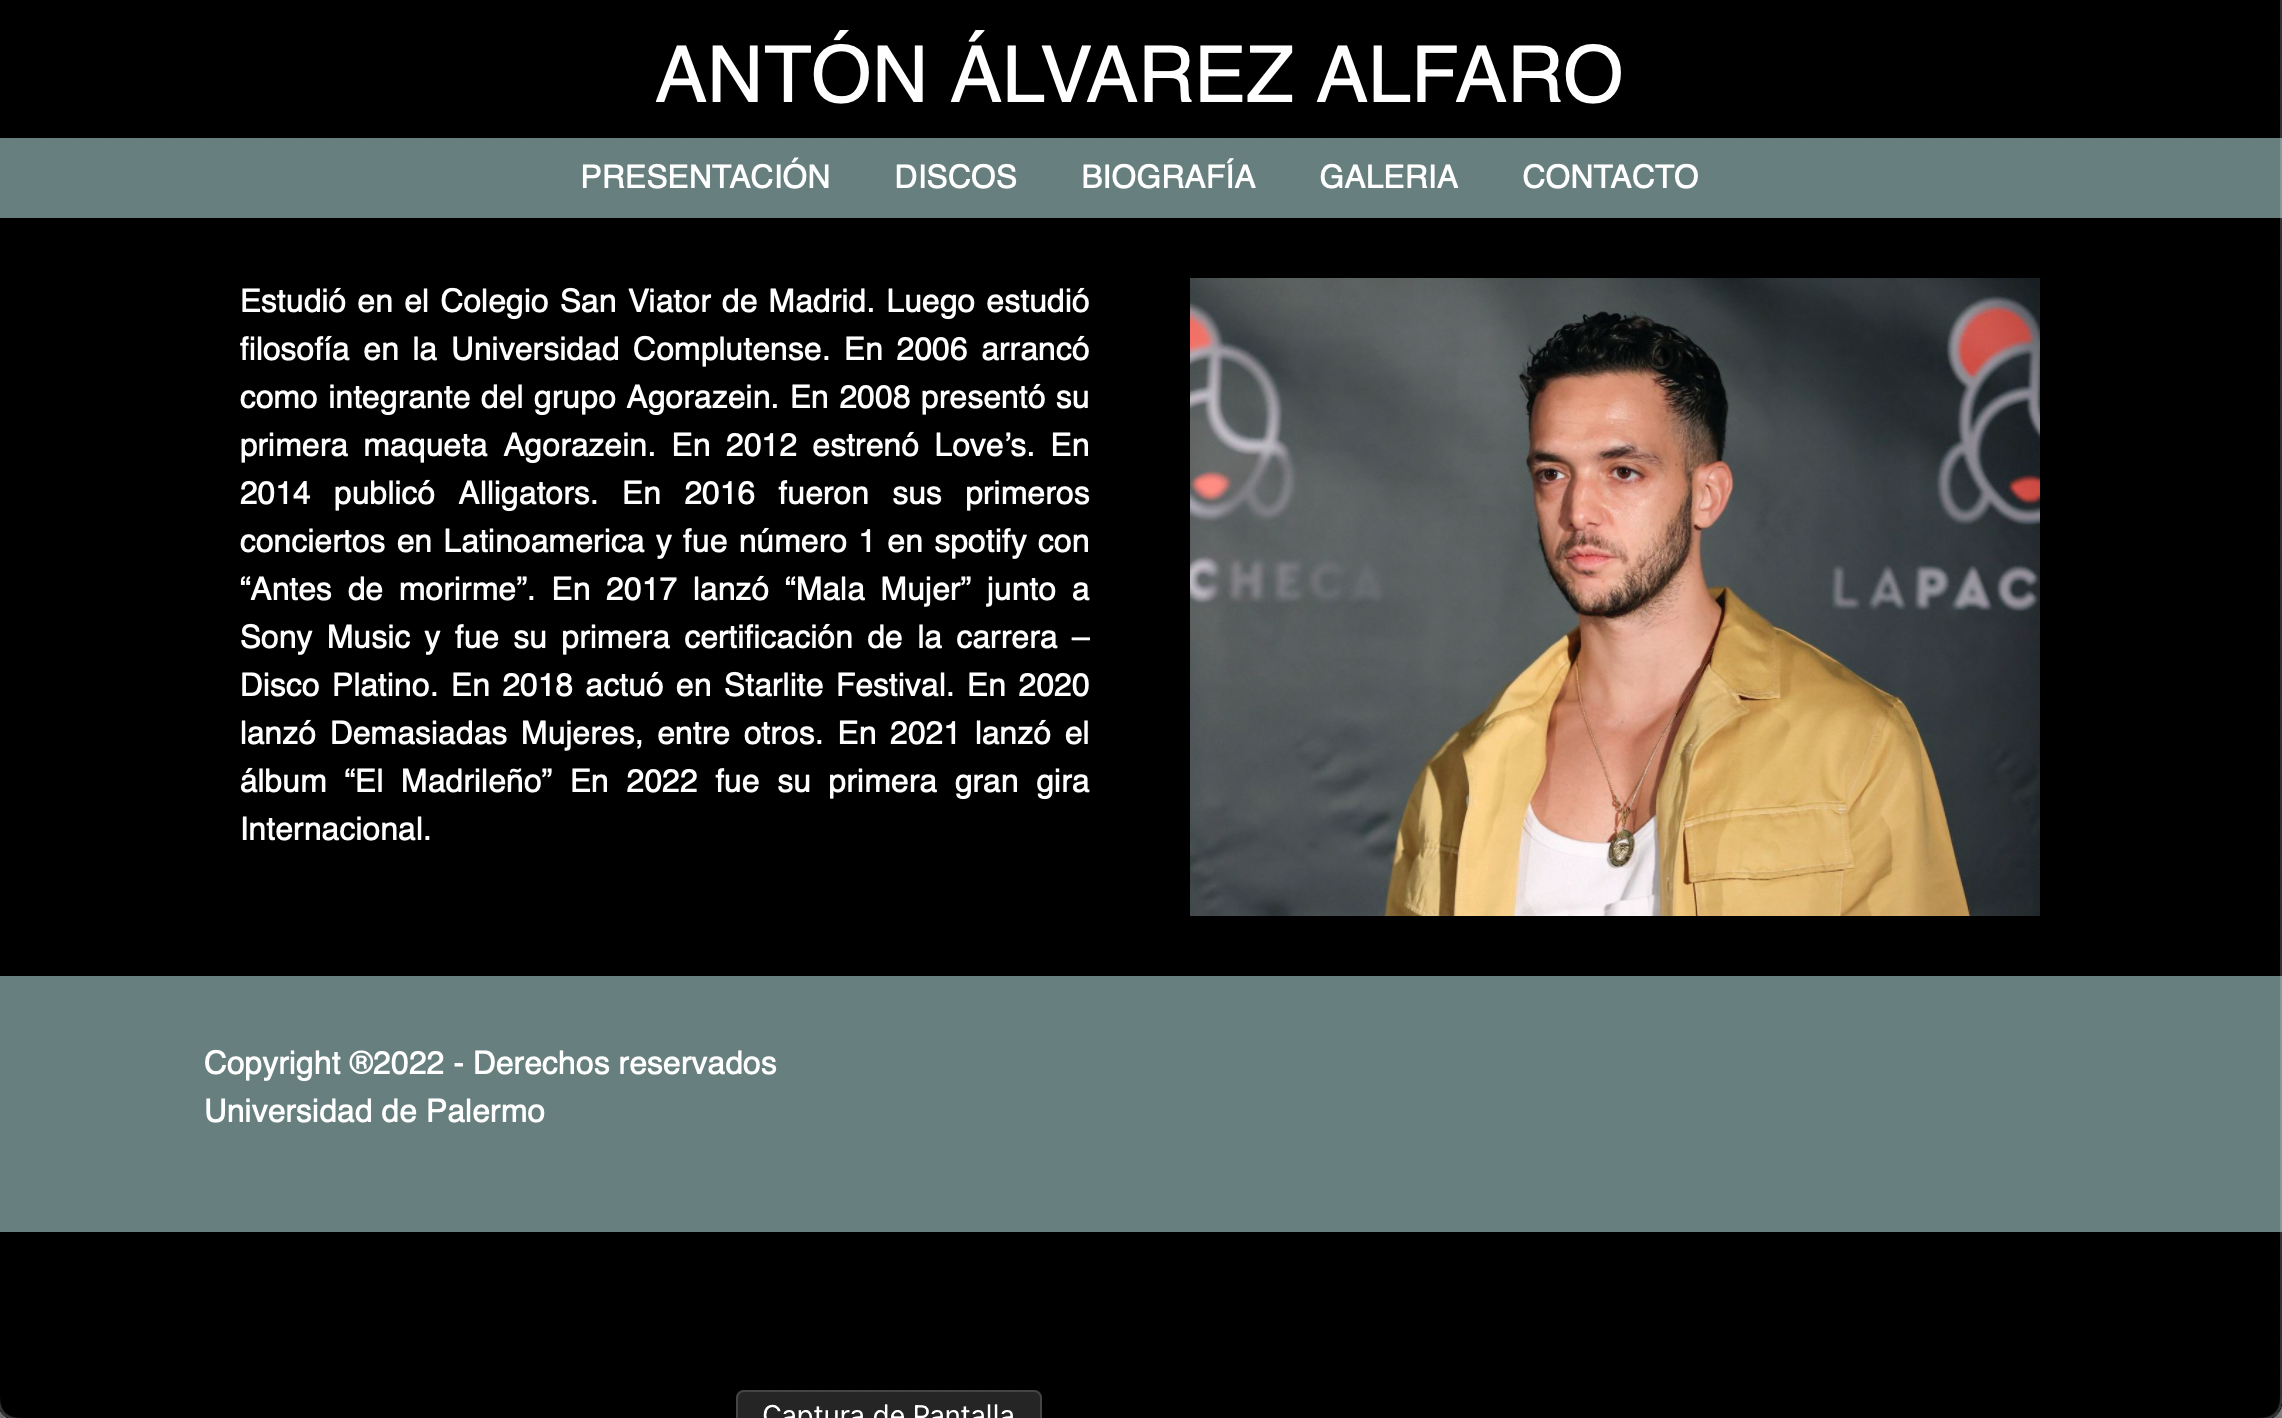 ANTÓN ÁLVAREZ ALFARO
PRESENTACIÓN DISCOS BIOGRAFÍA GALERIA CONTACTO
Estudió en el Colegio San Viator de Madrid. Luego estudió
filosofía en la Universidad Complutense. En 2006 arrancó
como integrante del grupo Agorazein. En 2008 presentó su
primera maqueta Agorazein. En 2012 estrenó Love’s. En
2014 publicó Alligators. En 2016 fueron sus primeros
conciertos en Latinoamerica y fue número 1 en spotify con
“Antes de morirme”. En 2017 lanzó “Mala Mujer” junto a
Sony Music y fue su primera certificación de la carrera –
Disco Platino. En 2018 actuó en Starlite Festival. En 2020
lanzó Demasiadas Mujeres, entre otros. En 2021 lanzó el
álbum “El Madrileño” En 2022 fue su primera gran gira
Internacional.
CHECA
LAPAC
Copyright ®2022 - Derechos reservados
Universidad de Palermo
Captura de Pantalla